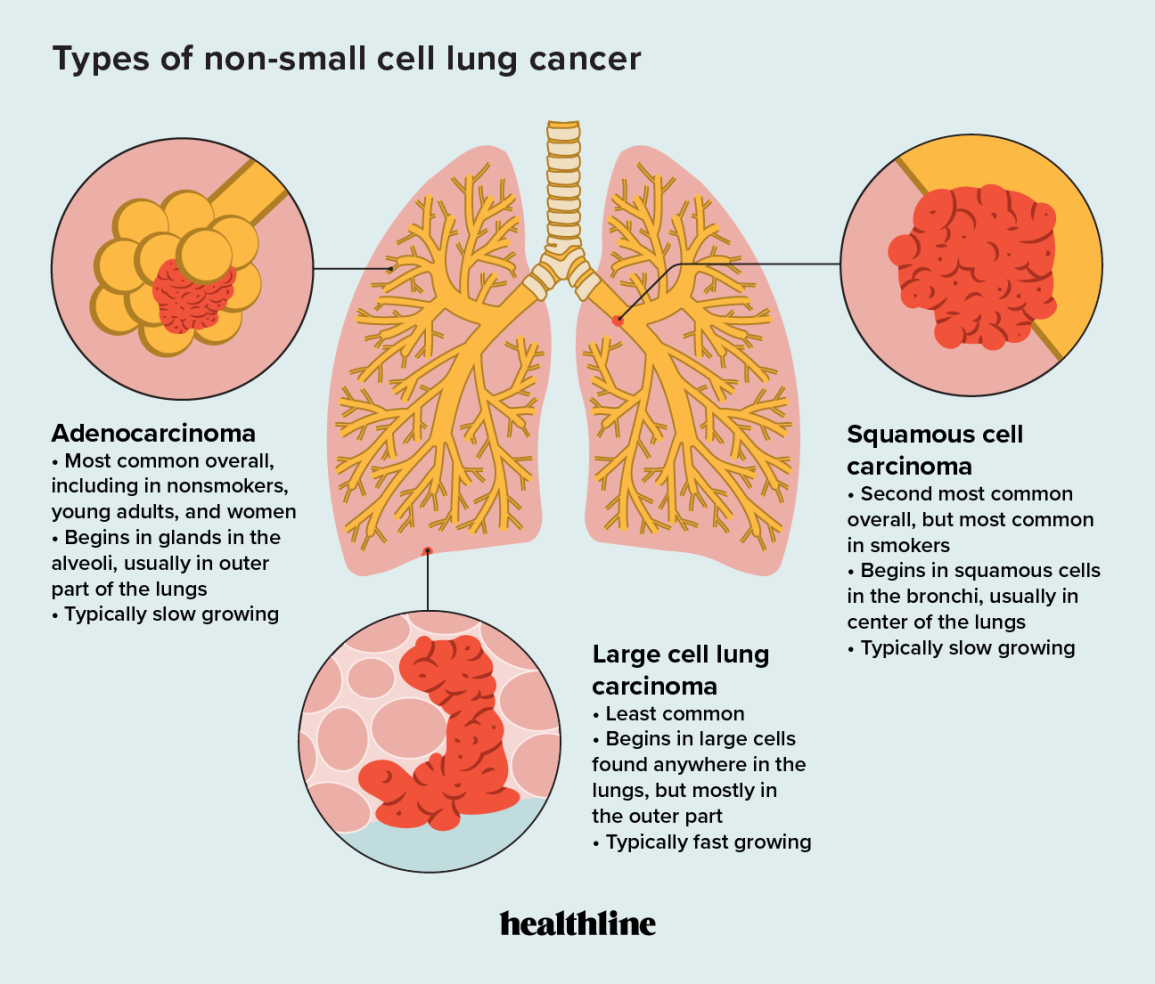 Types of non-small cell lung cancer
Adenocarcinoma
• Most common overall,
including in nonsmokers,
young adults, and women
• Begins in glands in the
alveoli, usually in outer
part of the lungs
• Typically slow growing
Squamous cell
carcinoma
• Second most common
overall, but most common
in smokers
• Begins in squamous cells
in the bronchi, usually in
center of the lungs
• Typically slow growing
Large cell lung
carcinoma
• Least common
• Begins in large cells
found anywhere in the
lungs, but mostly in
the outer part
• Typically fast growing
healthline